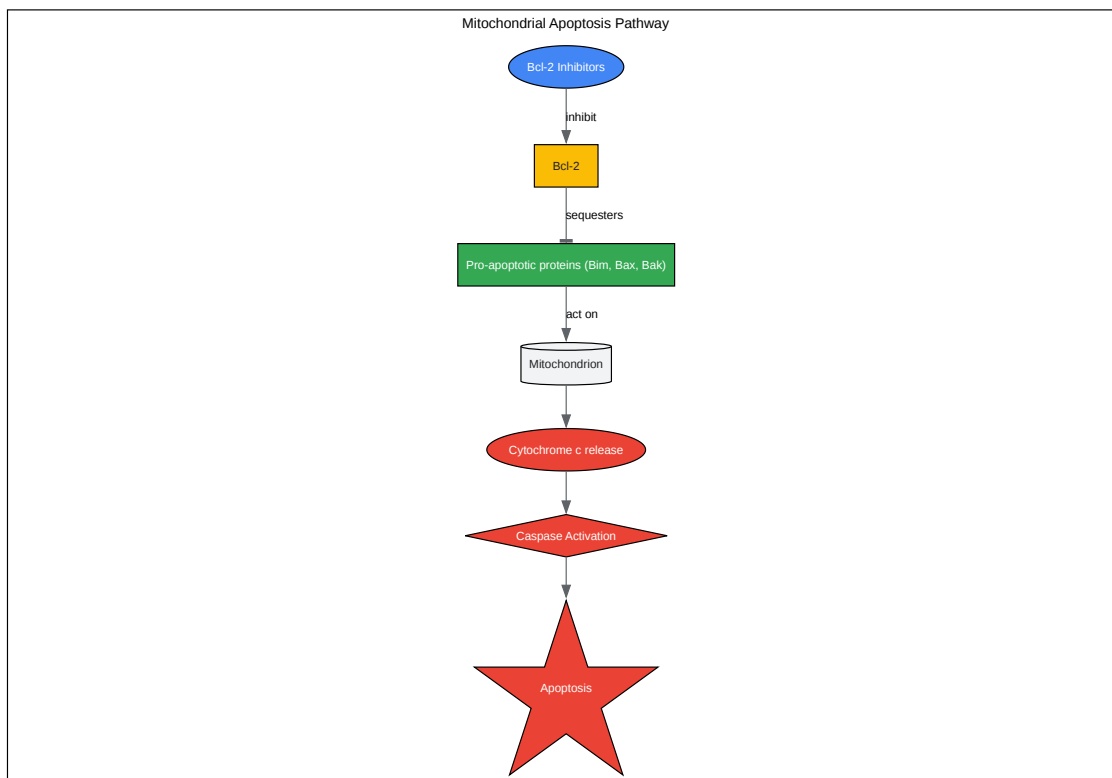 Mitochondrial Apoptosis Pathway
Bcl-2 Inhibitors
inhibit
Bcl-2
sequesters
Pro-apoptotic proteins (Bim, Bax, Bak)
act on
Mitochondrion
Cytochrome c release
Caspase Activation
Apoptosis